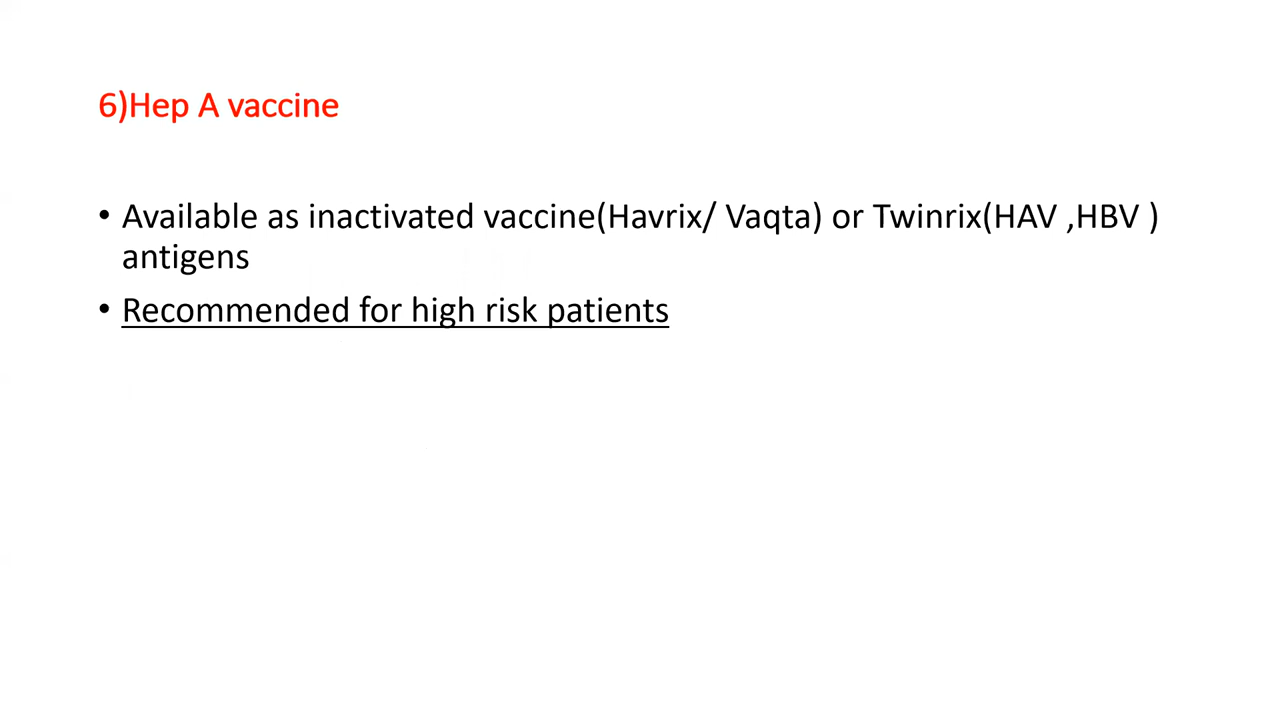 6)Hep A vaccine
• Available as inactivated vaccine(Havrix/ Vaqta) or Twinrix(HAV ,HBV )
antigens
• Recommended for high risk patients